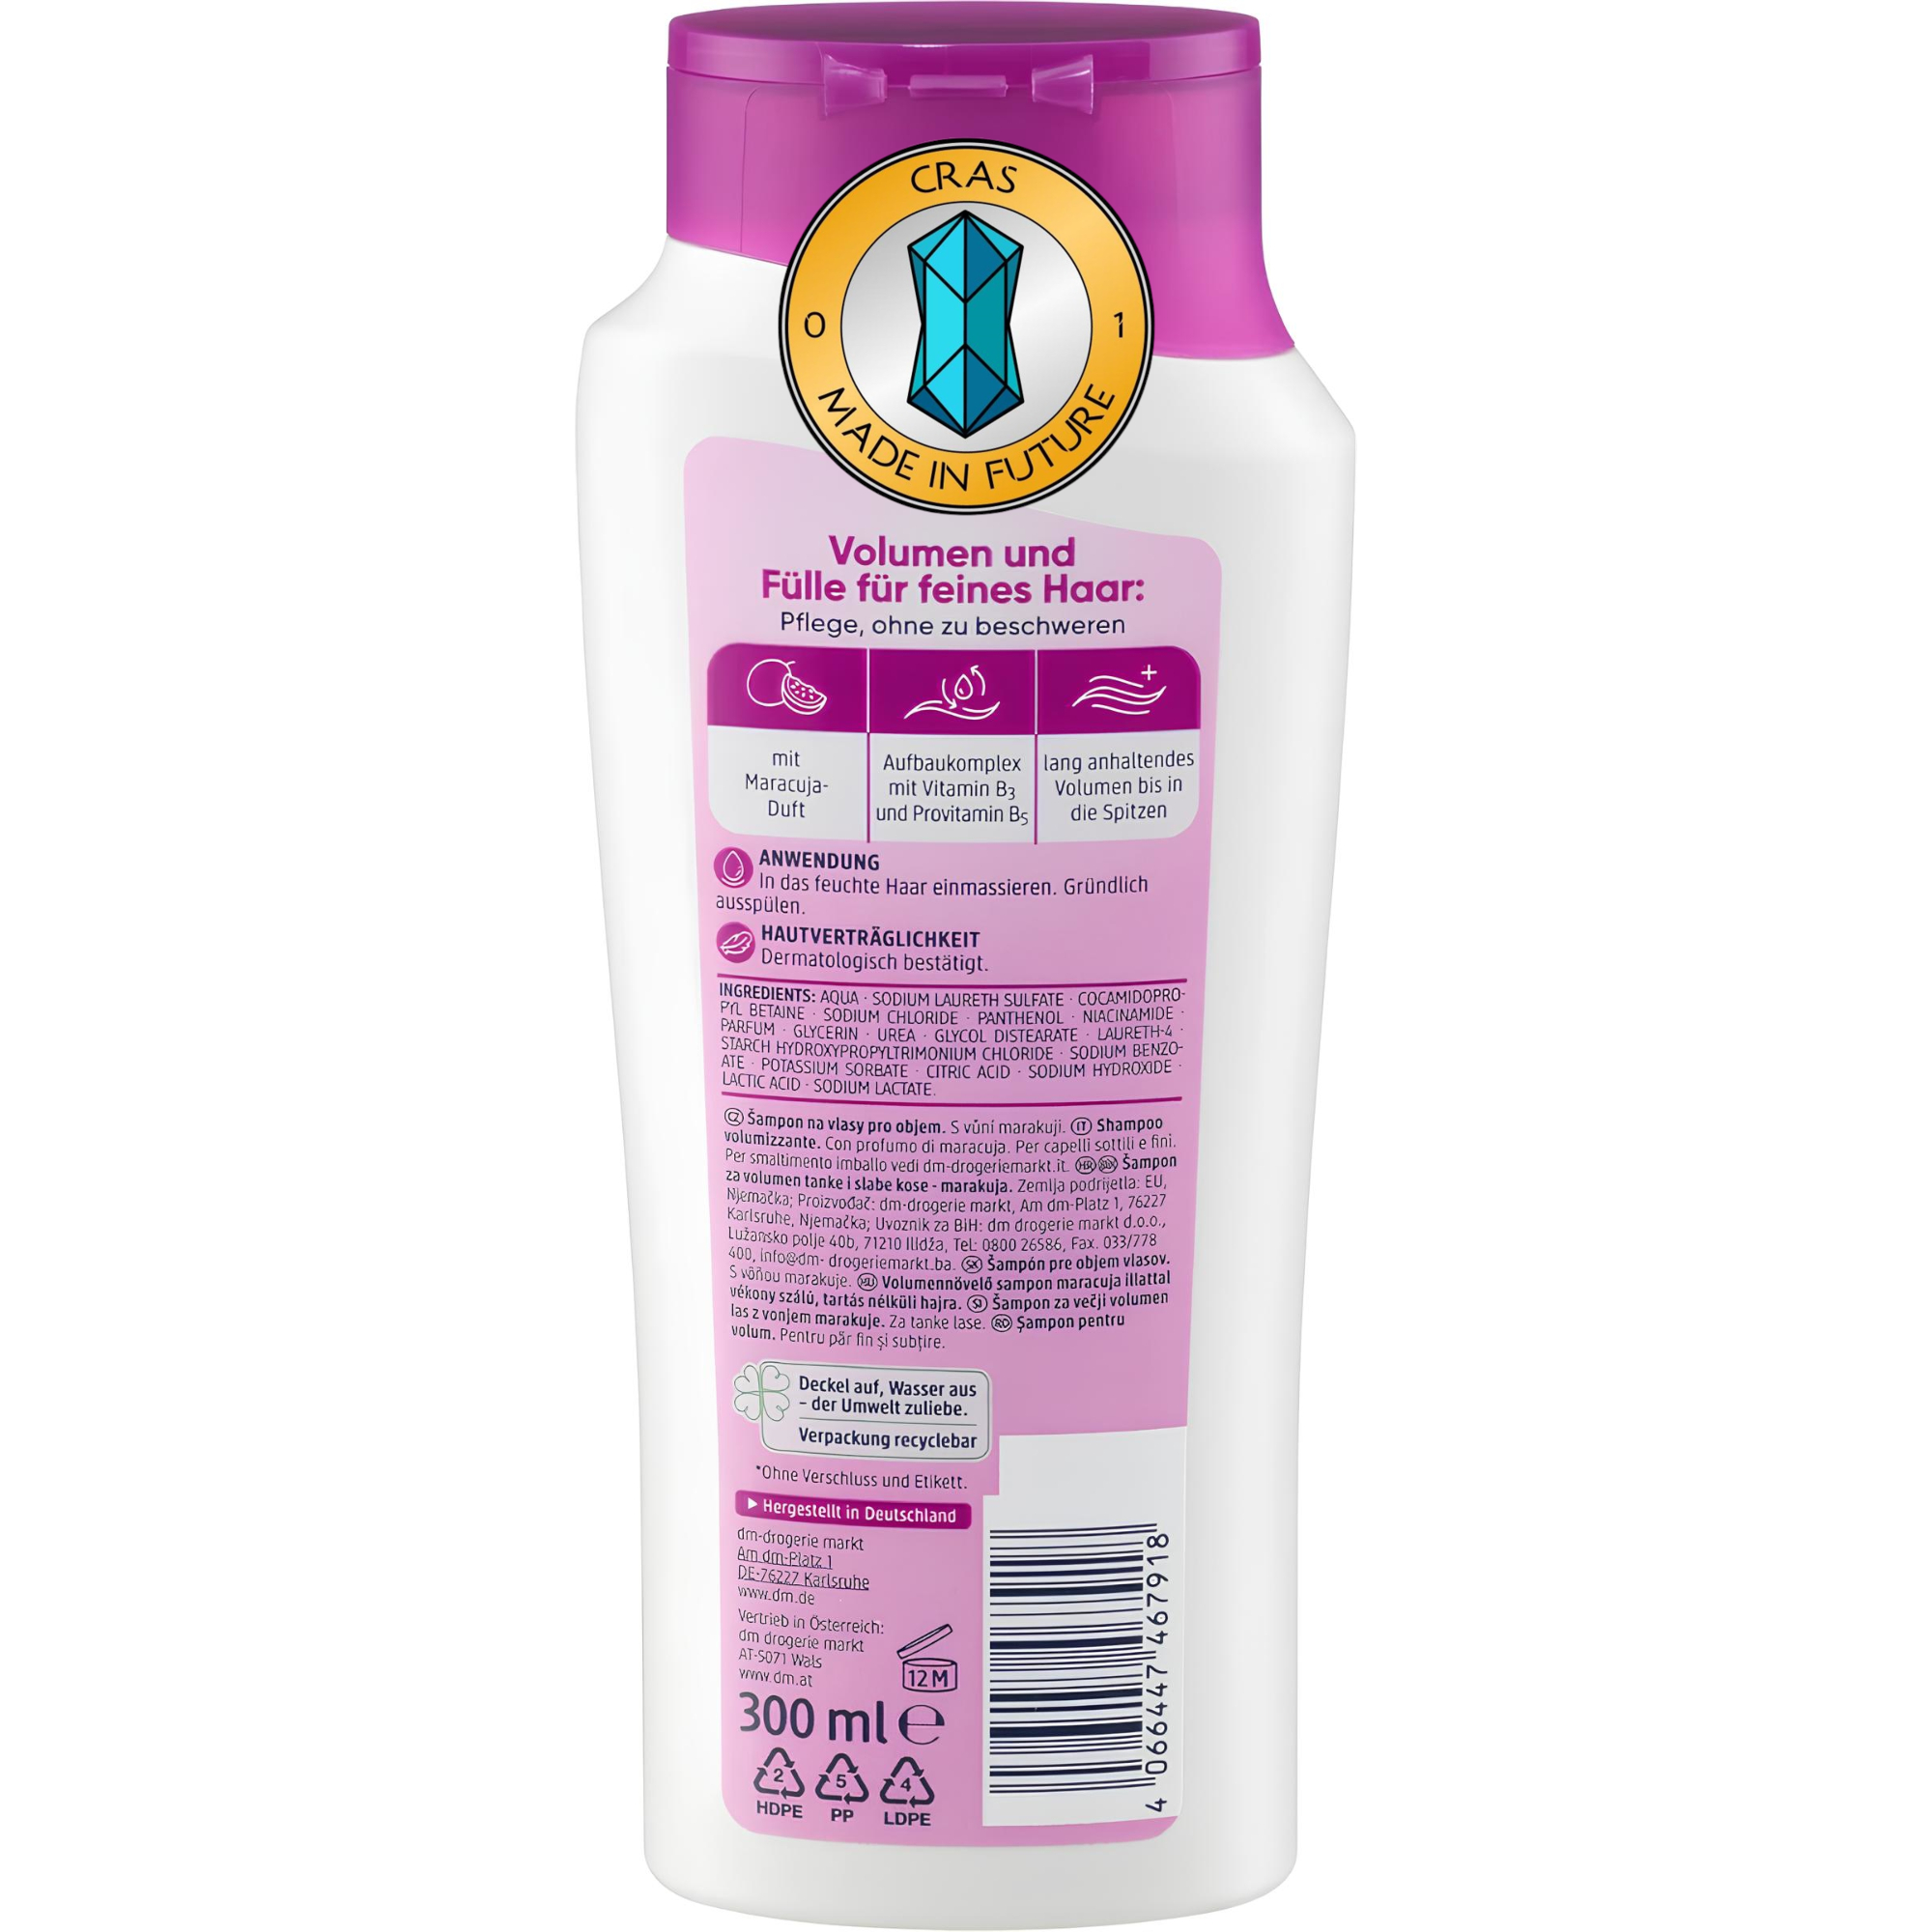 CRAS
0 1
MADE IN FUTURE
Volumen und
Fülle für feines Haar:
Pflege, ohne zu beschweren
mit
Maracuja-
Duft
Aufbaukomplex
mit Vitamin B3
und Provitamin B5
lang anhaltendes
Volumen bis in
die Spitzen
ANWENDUNG
In das feuchte Haar einmassieren. Gründlich
ausspülen.
HAUTVERTRÄGLICHKEIT
Dermatologisch bestätigt.
INGREDIENTS: AQUA · SODIUM LAURETH SULFATE · COCAMIDOPRO-
PYL BETAINE · SODIUM CHLORIDE · PANTHENOL · NIACINAMIDE ·
PARFUM · GLYCERIN · UREA · GLYCOL DISTEARATE · LAURETH-4 ·
STARCH HYDROXYPROPYLTRIMONIUM CHLORIDE · SODIUM BENZO-
ATE · POTASSIUM SORBATE · CITRIC ACID · SODIUM HYDROXIDE ·
LACTIC ACID · SODIUM LACTATE.
CZ Šampon na vlasy pro objem. S vůní marakuji. IT Shampoo
volumizzante. Con profumo di maracuja. Per capelli sottili e fini.
Per smaltimento imballo vedi dm-drogeriemarkt.it. HR BIH Šampon
za volumen tanke i slabe kose - marakuja. Zemlja podrijetla: EU,
Njemačka; Proizvođač: dm-drogerie markt, Am dm-Platz 1, 76227
Karlsruhe, Njemačka; Uvoznik za BiH: dm drogerie markt d.o.o.,
Lužansko polje 40b, 71210 Ilidža, Tel: 0800 26586, Fax. 033/778
400, info@dm- drogeriemarkt.ba. SK Šampón pre objem vlasov.
S vôňou marakuje. HU Volumennövelő sampon maracuja illattal
vékony szálú, tartás nélküli hajra. SI Šampon za večji volumen
las z vonjem marakuje. Za tanke lase. RO Şampon pentru
volum. Pentru păr fin şi subţire.
Deckel auf, Wasser aus
– der Umwelt zuliebe.
Verpackung recyclebar
*Ohne Verschluss und Etikett.
Hergestellt in Deutschland
dm-drogerie markt
Am dm-Platz 1
DE-76227 Karlsruhe
www.dm.de
Vertrieb in Österreich:
dm drogerie markt
AT-5071 Wals
www.dm.at
12 M
300 ml e
2 5 4
HDPE PP LDPE
4 066447 467918